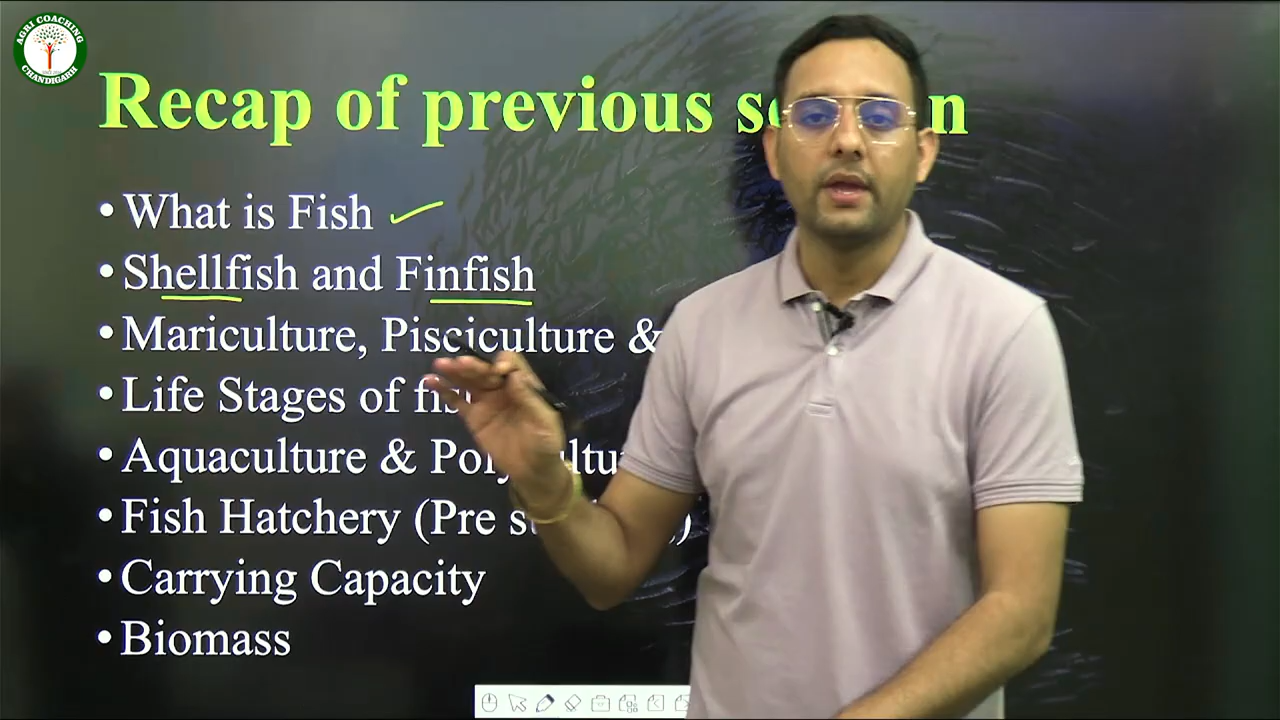 AGRI COACHING
CHANDIGARH
Recap of previous
• What is Fish
• Shellfish and Finfish
• Mariculture, Pisciculture &
• Life Stages of
• Aquaculture &
• Fish Hatchery (Pre
• Carrying Capacity
• Biomass